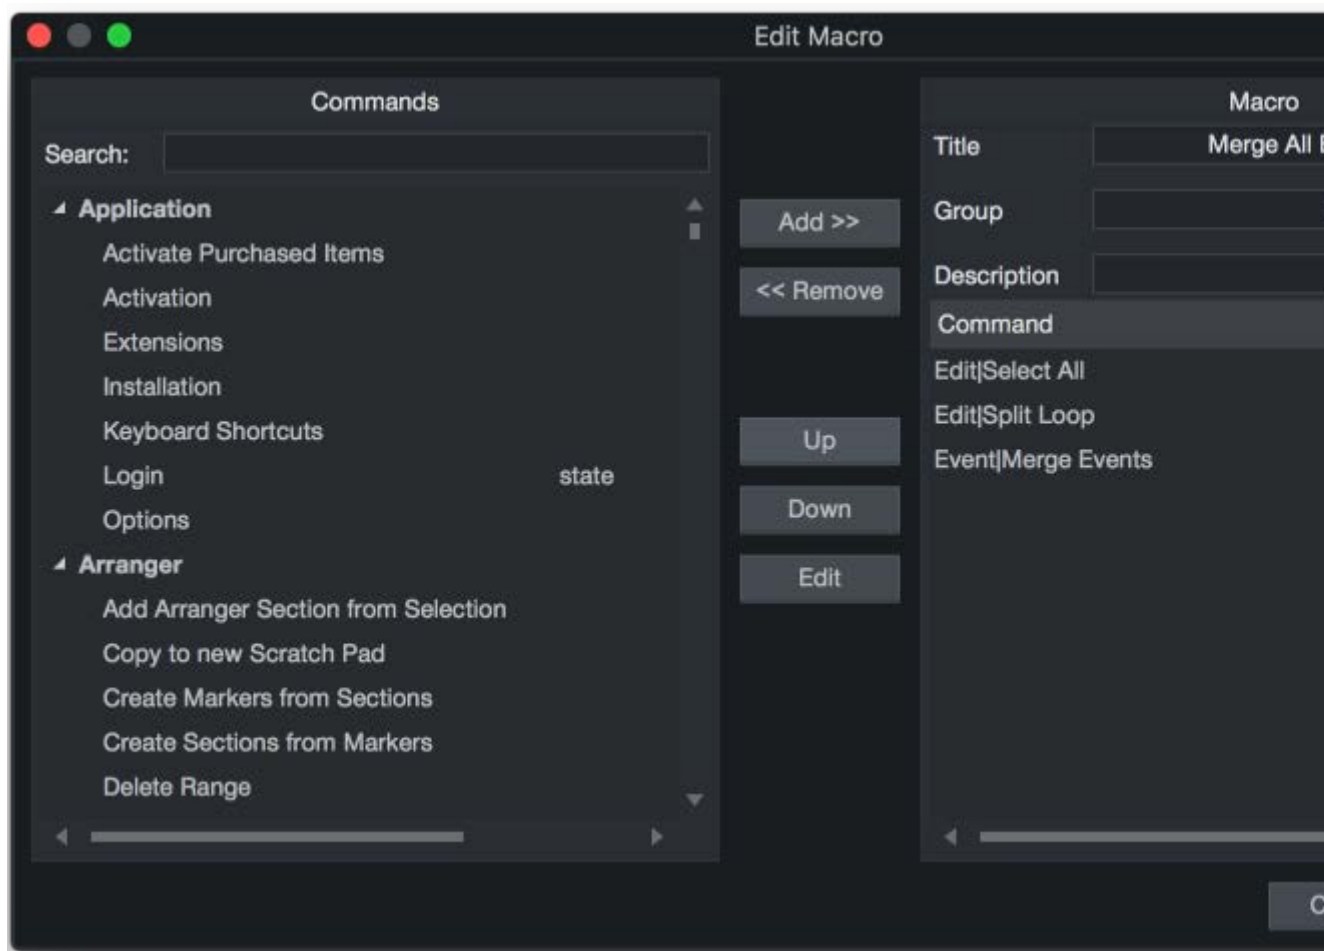 Edit Macro
Commands
Search:
Application
Activate Purchased Items
Activation
Extensions
Installation
Keyboard Shortcuts
Login state
Options
Arranger
Add Arranger Section from Selection
Copy to new Scratch Pad
Create Markers from Sections
Create Sections from Markers
Delete Range
Add >>
<< Remove
Up
Down
Edit
Macro
Title Merge All
Group
Description
Command
Edit|Select All
Edit|Split Loop
Event|Merge Events